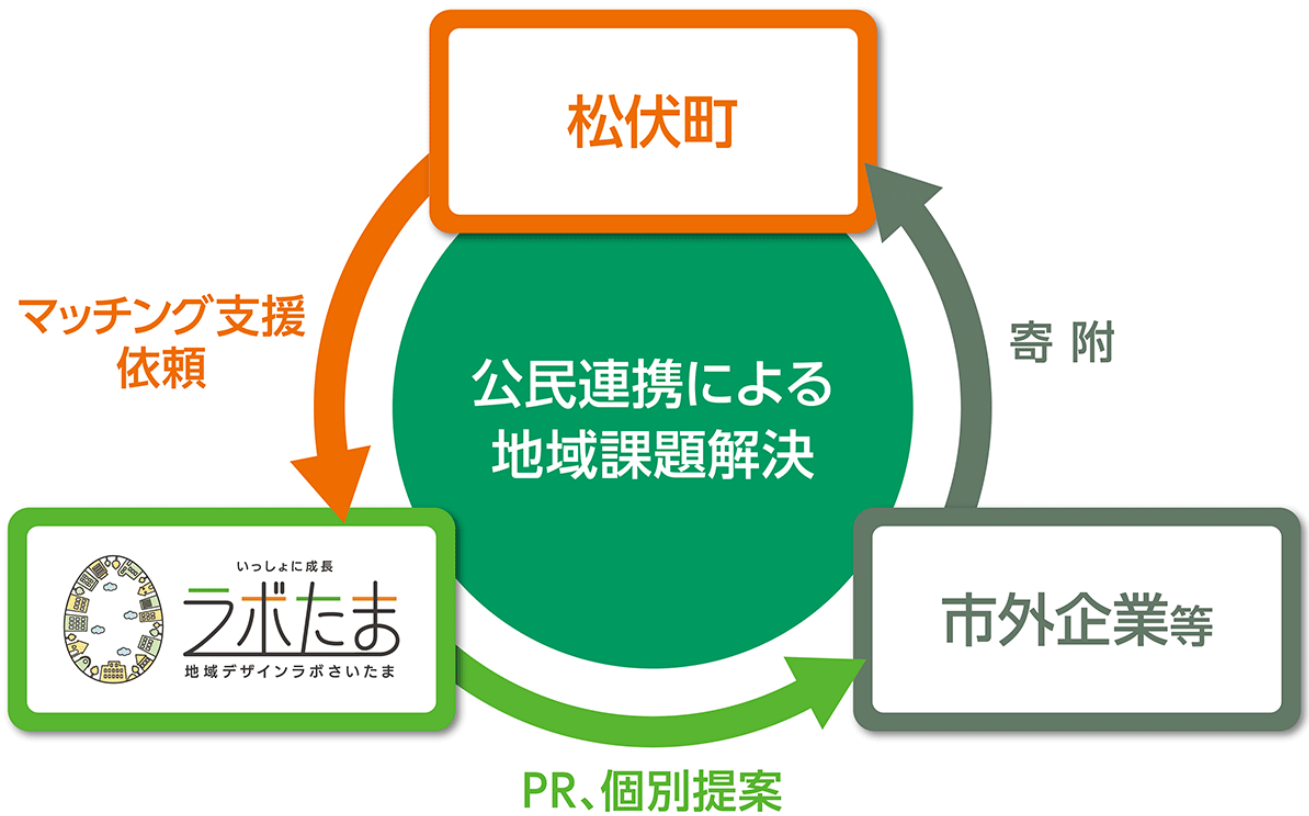 松伏町
マッチング支援
依頼
寄 附
公民連携による
地域課題解決
いっしょに成長
ラボたま
地域デザインラボさいたま
市外企業等
PR、個別提案